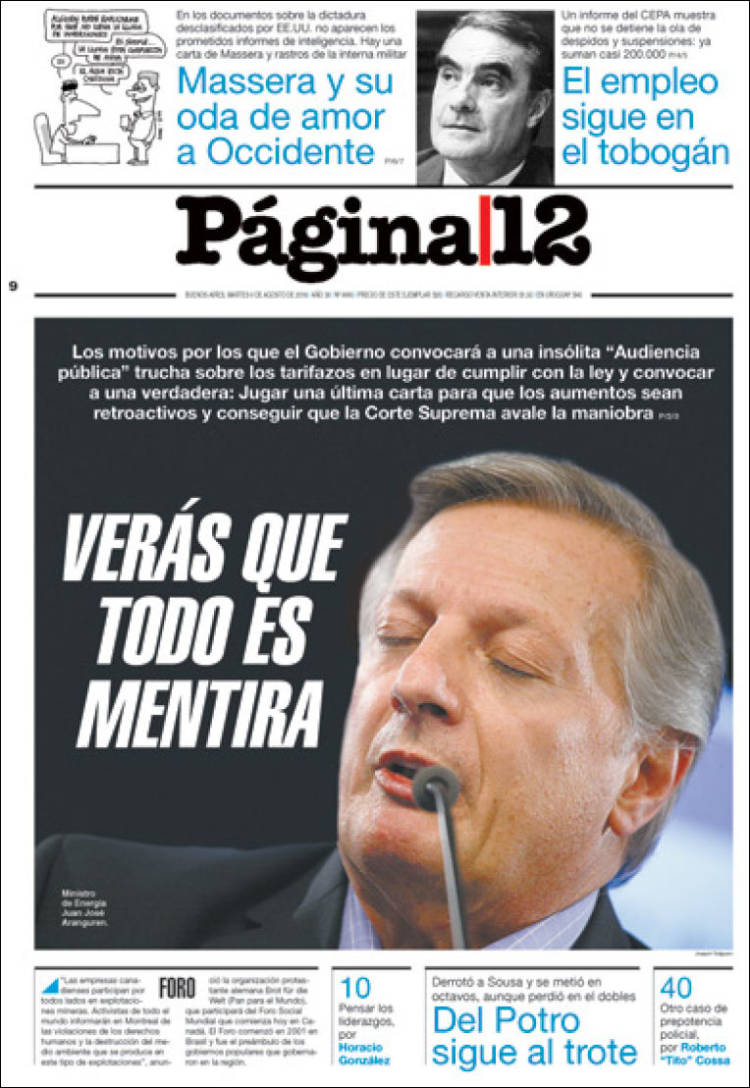 En los documentos sobre la dictadura
desclasificados por EE.UU. no aparecen los
prometidos informes de inteligencia. Hay una
carta de Massera y rastros de la interna militar
Massera y su
oda de amor
a Occidente
Un informe del CEPA muestra
que no se detiene la ola de
despidos y suspensiones: ya
suman casi 200.000
El empleo
sigue en
el tobogán
Página|12
9
Los motivos por los que el Gobierno convocará a una insólita “Audiencia
pública” trucha sobre los tarifazos en lugar de cumplir con la ley y convocar
a una verdadera: Jugar una última carta para que los aumentos sean
retroactivos y conseguir que la Corte Suprema avale la maniobra
VERÁS QUE
TODO ES
MENTIRA
Ministro
de Energía
Juan José
Aranguren.
FORO
"Las empresas cana-
dienses participan por
todos lados en explotacio-
nes mineras. Activistas de todo el
mundo informarán en Montreal de
las violaciones de los derechos
humanos y la destrucción del me-
dio ambiente que se produce en
este tipo de explotaciones", anun-
ció la organización protes-
tante alemana Brot für die
Welt (Pan para el Mundo),
que participará del Foro Social
Mundial que comienza hoy en Ca-
nadá. El Foro comenzó en 2001 en
Brasil y fue el preámbulo de los
gobiernos populares que goberna-
ron en la región.
10
Pensar los
liderazgos,
por
Horacio
González
Derrotó a Sousa y se metió en
octavos, aunque perdió en el dobles
Del Potro
sigue al trote
40
Otro caso de
prepotencia
policial,
por Roberto
"Tito" Cossa